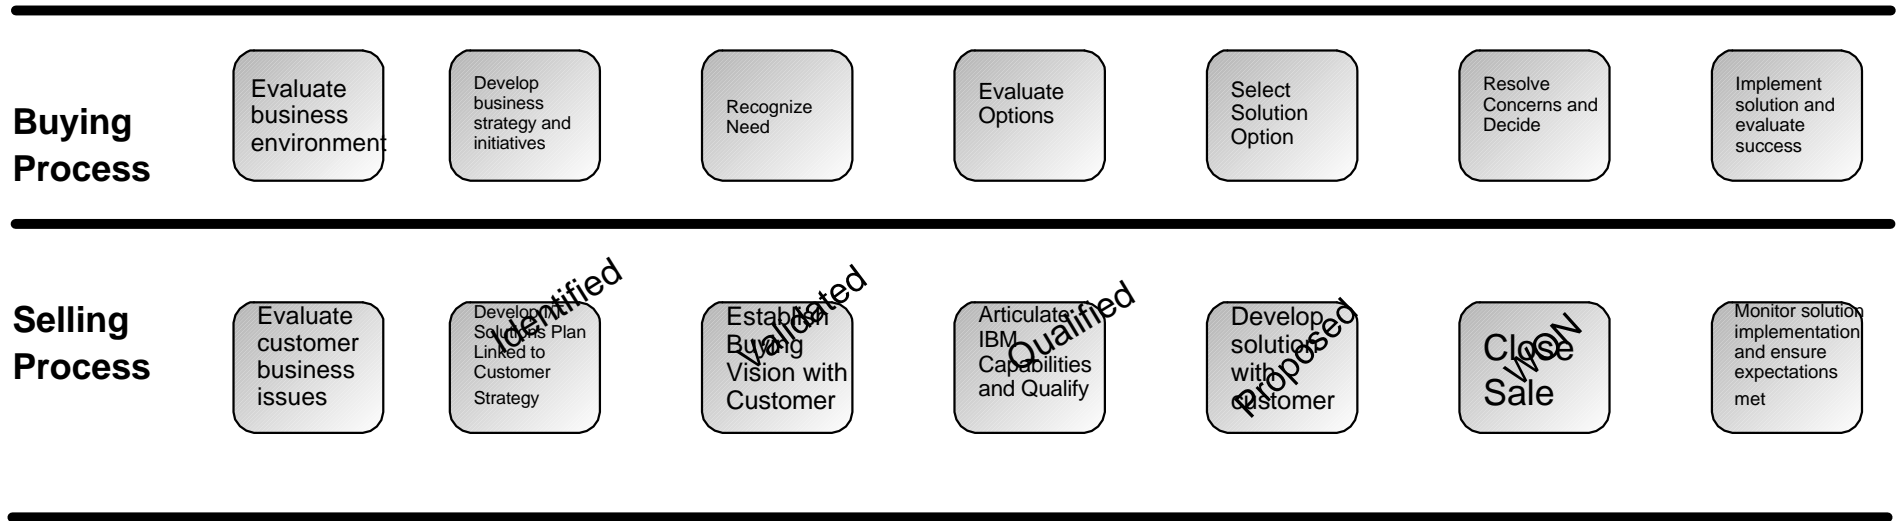 Buying
Process
Evaluate
business
environment
Develop
business
strategy and
initiatives
Recognize
Need
Evaluate
Options
Select
Solution
Option
Resolve
Concerns and
Decide
Implement
solution and
evaluate
success
Selling
Process
Evaluate
customer
business
issues
Develop
Solutions Plan
Linked to
Customer
Strategy
Identified
Establish
Buying
Vision with
Customer
Validated
Articulate
IBM
Capabilities
and Qualify
Qualified
Develop
solution
with
customer
Proposed
Close
Sale
WON
Monitor solution
implementation
and ensure
expectations
met